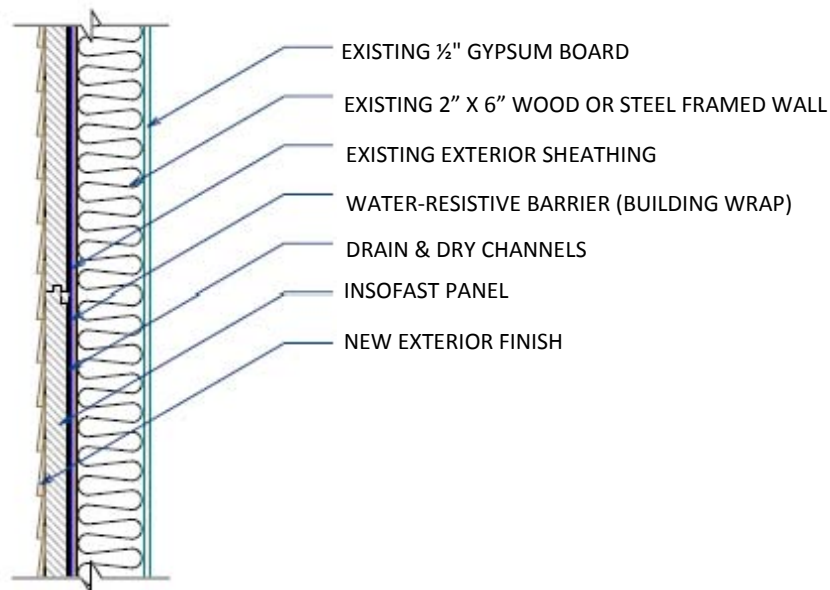 EXISTING ½" GYPSUM BOARD
EXISTING 2” X 6” WOOD OR STEEL FRAMED WALL
EXISTING EXTERIOR SHEATHING
WATER-RESISTIVE BARRIER (BUILDING WRAP)
DRAIN & DRY CHANNELS
INSOFAST PANEL
NEW EXTERIOR FINISH